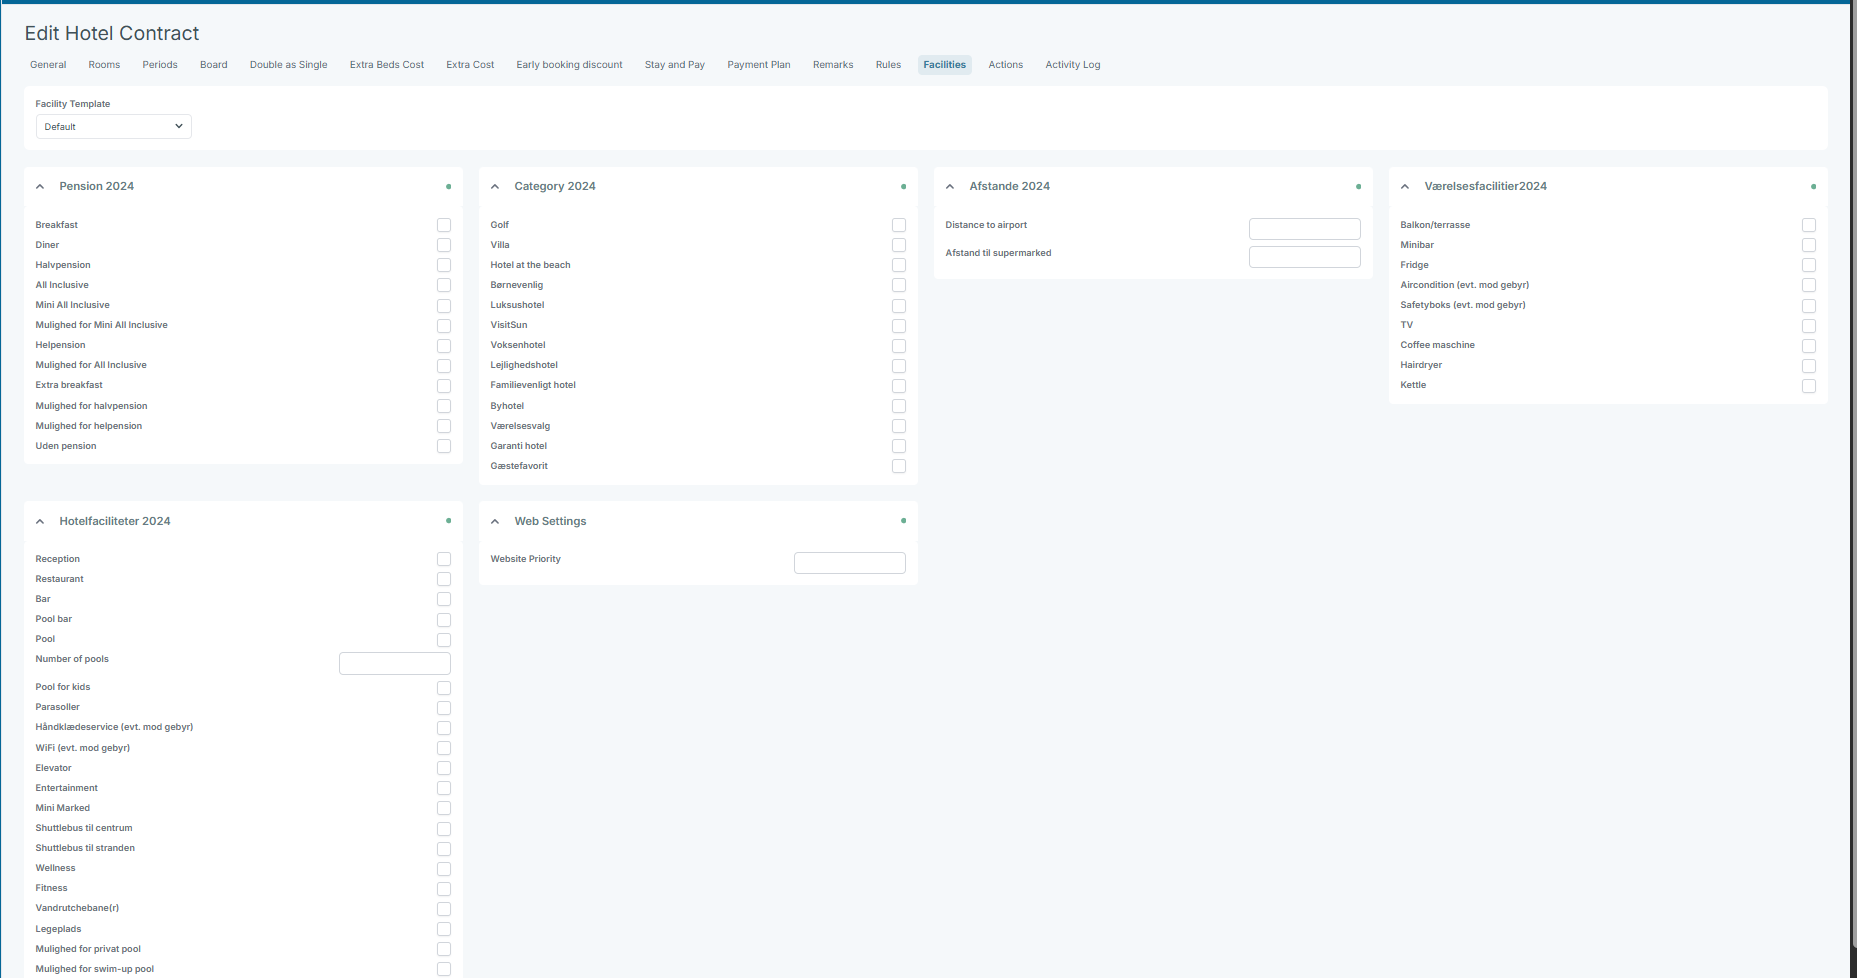 Edit Hotel Contract
General Rooms Periods Board Double as Single Extra Beds Cost Extra Cost Early booking discount Stay and Pay Payment Plan Remarks Rules Facilities Actions Activity Log
Facility Template
Default
Pension 2024
Breakfast
Diner
Halvpension
All Inclusive
Mini All Inclusive
Mulighed for Mini All Inclusive
Helpension
Mulighed for All Inclusive
Extra breakfast
Mulighed for halvpension
Mulighed for helpension
Uden pension
Category 2024
Golf
Villa
Hotel at the beach
Børnevenlig
Luksushotel
VisitSun
Voksenhotel
Lejlighedshotel
Familievenligt hotel
Byhotel
Værelsesvalg
Garanti hotel
Gæstefavorit
Afstande 2024
Distance to airport
Afstand til supermarked
Værelsesfacilitier2024
Balkon/terrasse
Minibar
Fridge
Aircondition (evt. mod gebyr)
Safetyboks (evt. mod gebyr)
TV
Coffee maschine
Hairdryer
Kettle
Hotelfaciliteter 2024
Reception
Restaurant
Bar
Pool bar
Pool
Number of pools
Pool for kids
Parasoller
Håndklædeservice (evt. mod gebyr)
WiFi (evt. mod gebyr)
Elevator
Entertainment
Mini Marked
Shuttlebus til centrum
Shuttlebus til stranden
Wellness
Fitness
Vandrutchebane(r)
Legeplads
Mulighed for privat pool
Mulighed for swim-up pool
Web Settings
Website Priority